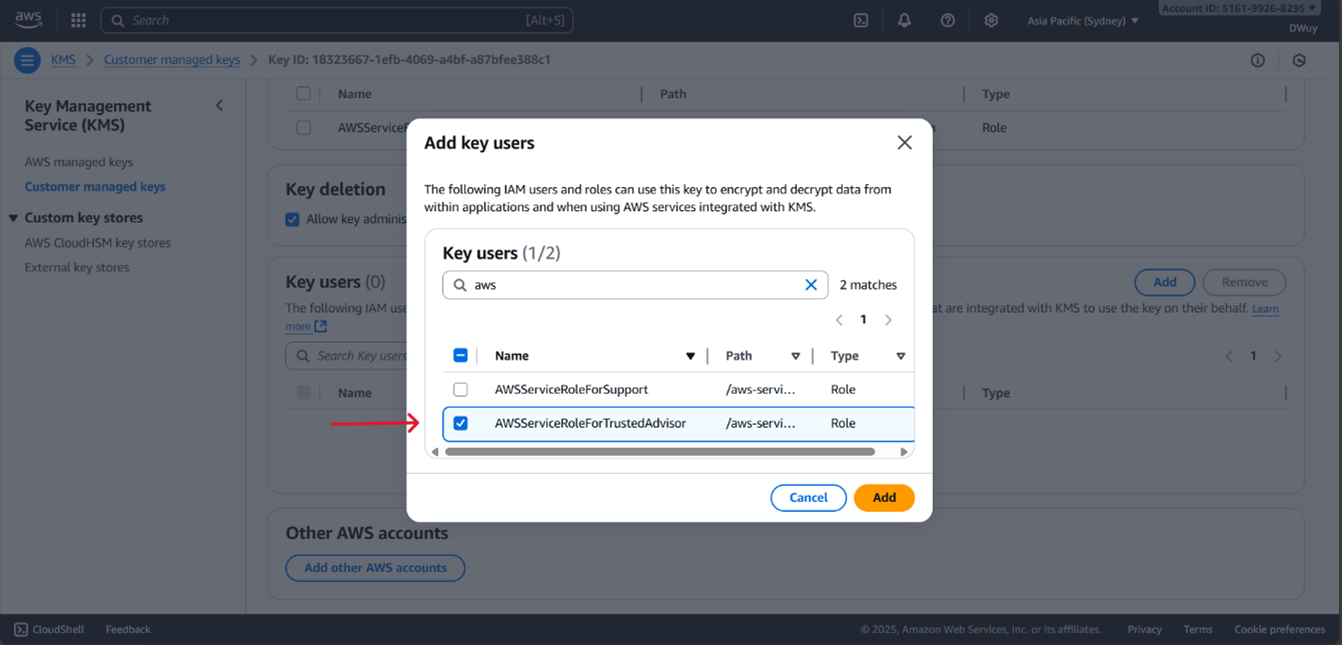 aws
Search
[Alt+S]
Asia Pacific (Sydney)
Account ID: 5161-9926-8295
DWuy
KMS
Customer managed keys
Key ID: 18323667-1efb-4069-a4bf-a87bfee388c1
Key Management
Service (KMS)
AWS managed keys
Customer managed keys
Custom key stores
AWS CloudHSM key stores
External key stores
Name
Path
Type
Role
Key deletion
Allow key adminis
Key users (0)
Add
Remove
The following IAM use
at are integrated with KMS to use the key on their behalf. Learn
more
Search Key users
1
Name
Type
Other AWS accounts
Add other AWS accounts
Add key users
The following IAM users and roles can use this key to encrypt and decrypt data from
within applications and when using AWS services integrated with KMS.
Key users (1/2)
aws
2 matches
1
Name
Path
Type
AWSServiceRoleForSupport
/aws-servi...
Role
AWSServiceRoleForTrustedAdvisor
/aws-servi...
Role
Cancel
Add
CloudShell
Feedback
© 2025, Amazon Web Services, Inc. or its affiliates.
Privacy
Terms
Cookie preferences